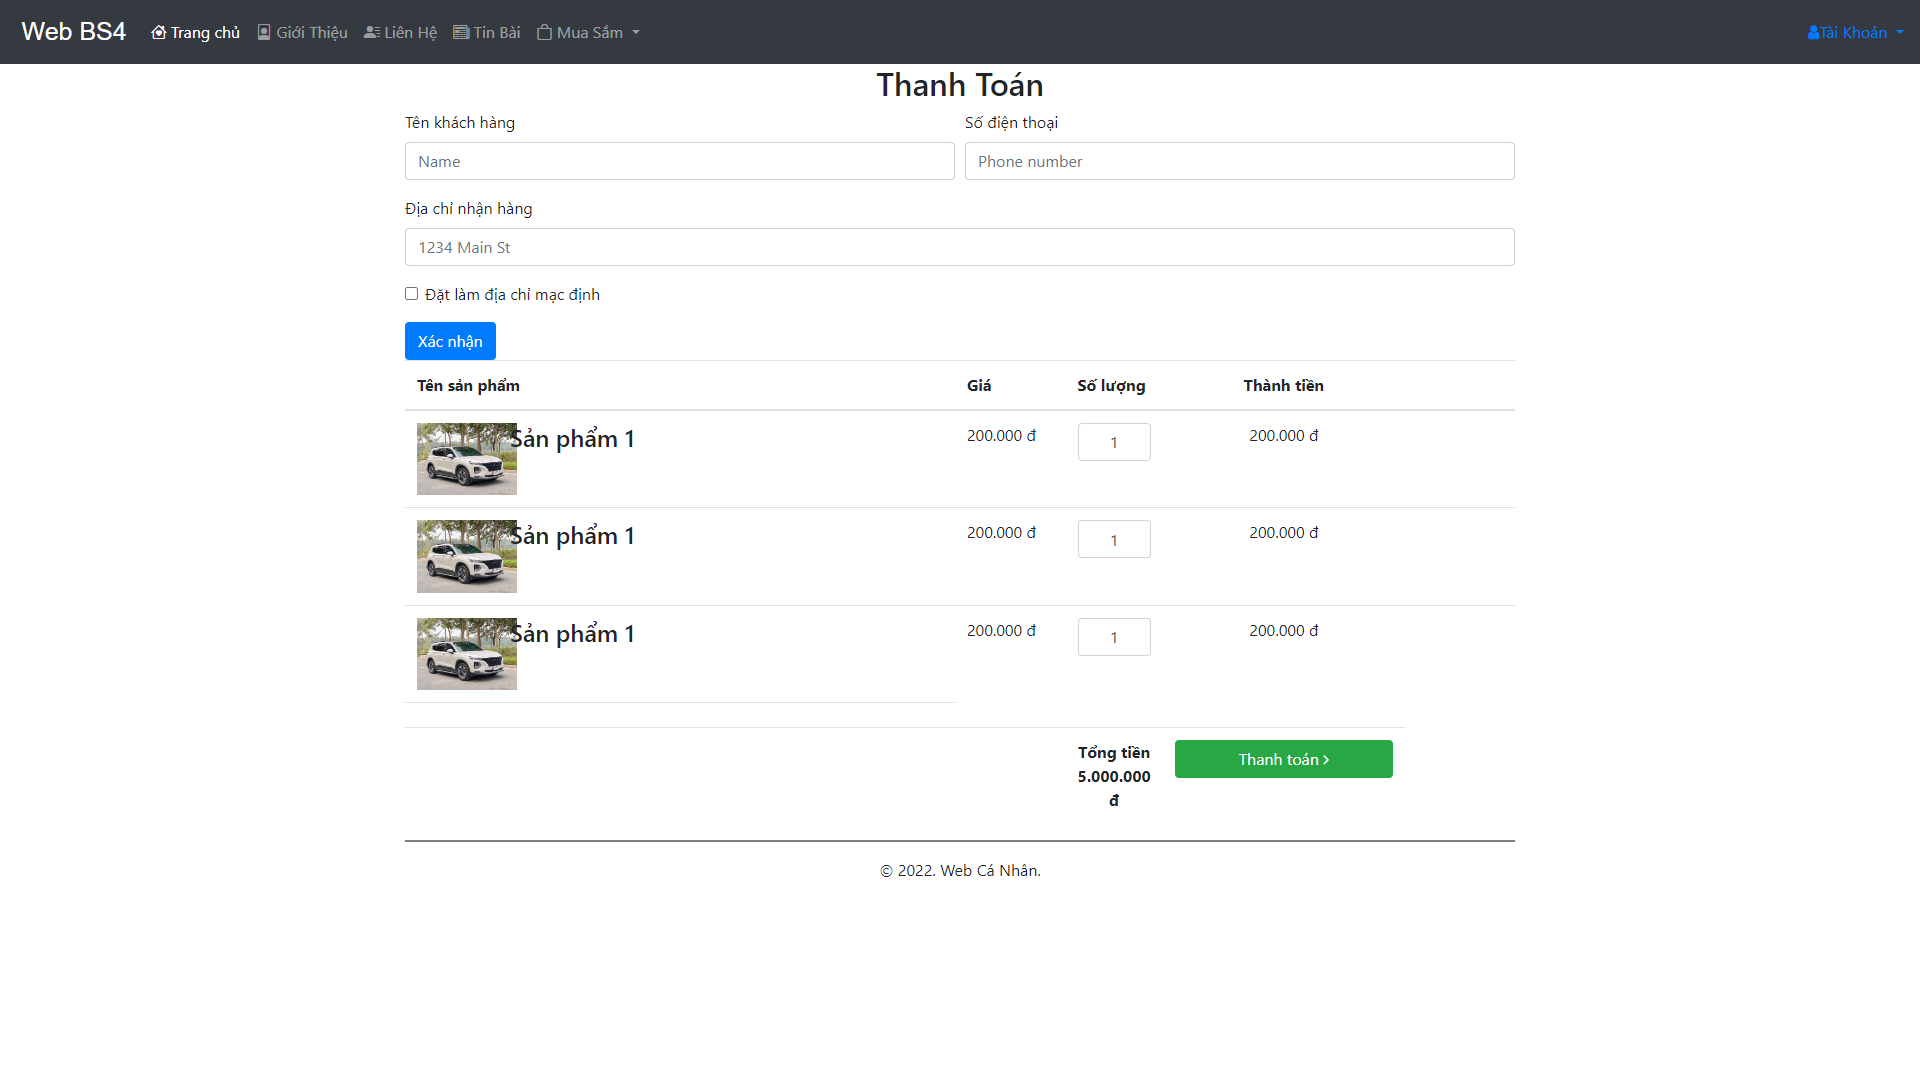 Web BS4 Trang chủ Giới Thiệu Liên Hệ Tin Bài Mua Sắm Tài Khoản
Thanh Toán
Tên khách hàng Số điện thoại
Name Phone number
Địa chỉ nhận hàng
1234 Main St
Đặt làm địa chỉ mạc định
Xác nhận
Tên sản phẩm Giá Số lượng Thành tiền
Sản phẩm 1 200.000 đ 1 200.000 đ
Sản phẩm 1 200.000 đ 1 200.000 đ
Sản phẩm 1 200.000 đ 1 200.000 đ
Tổng tiền Thanh toán
5.000.000
đ
© 2022. Web Cá Nhân.